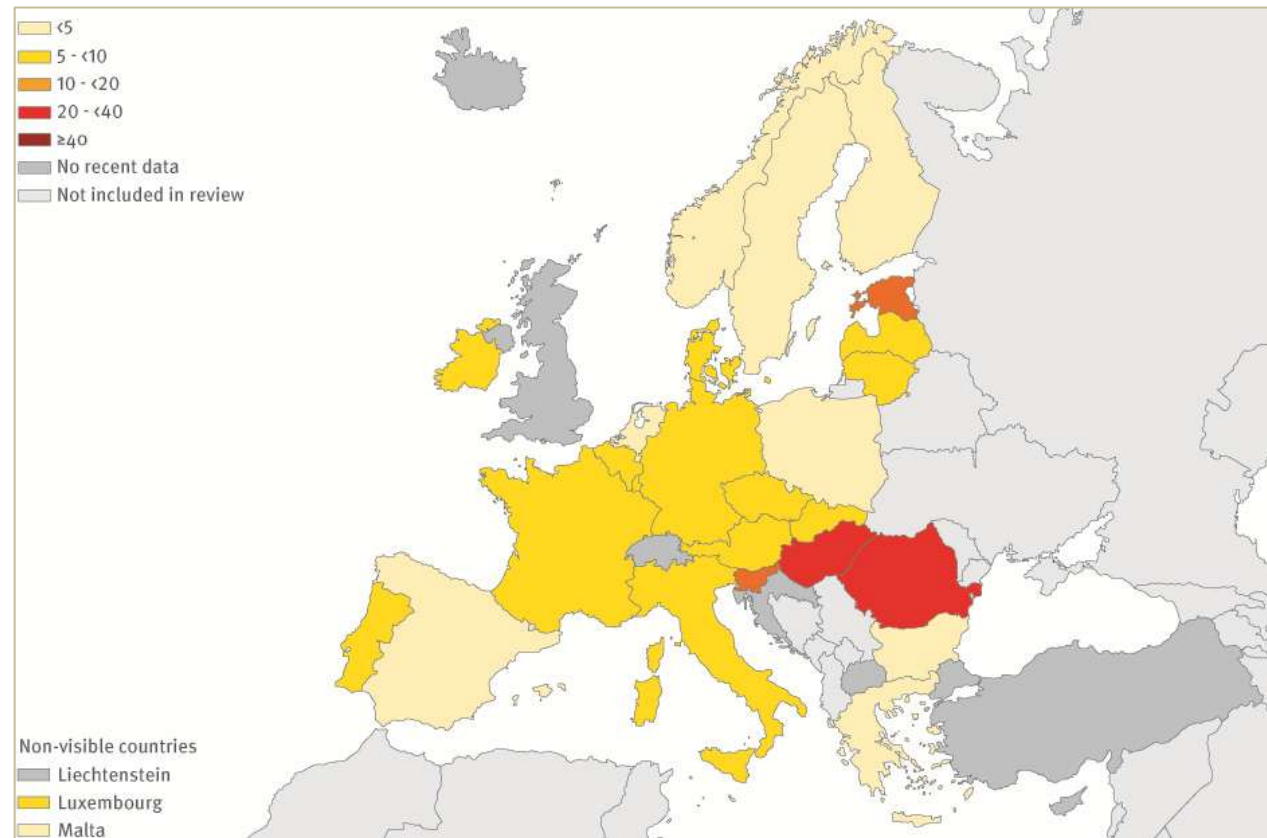 <5
5 - <10
10 - <20
20 - <40
≥40
No recent data
Not included in review
Non-visible countries
Liechtenstein
Luxembourg
Malta